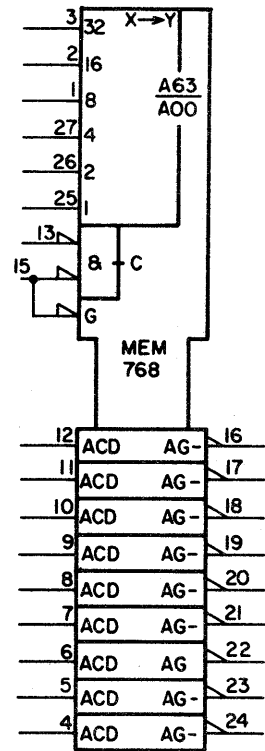 3 32 X→Y
2 16
A63
1 8
A00
27 4
26 2
25 1
13
& C
15
G
MEM
768
12 ACD AG- 16
11 ACD AG- 17
10 ACD AG- 18
9 ACD AG- 19
8 ACD AG- 20
7 ACD AG- 21
6 ACD AG 22
5 ACD AG- 23
4 ACD AG- 24